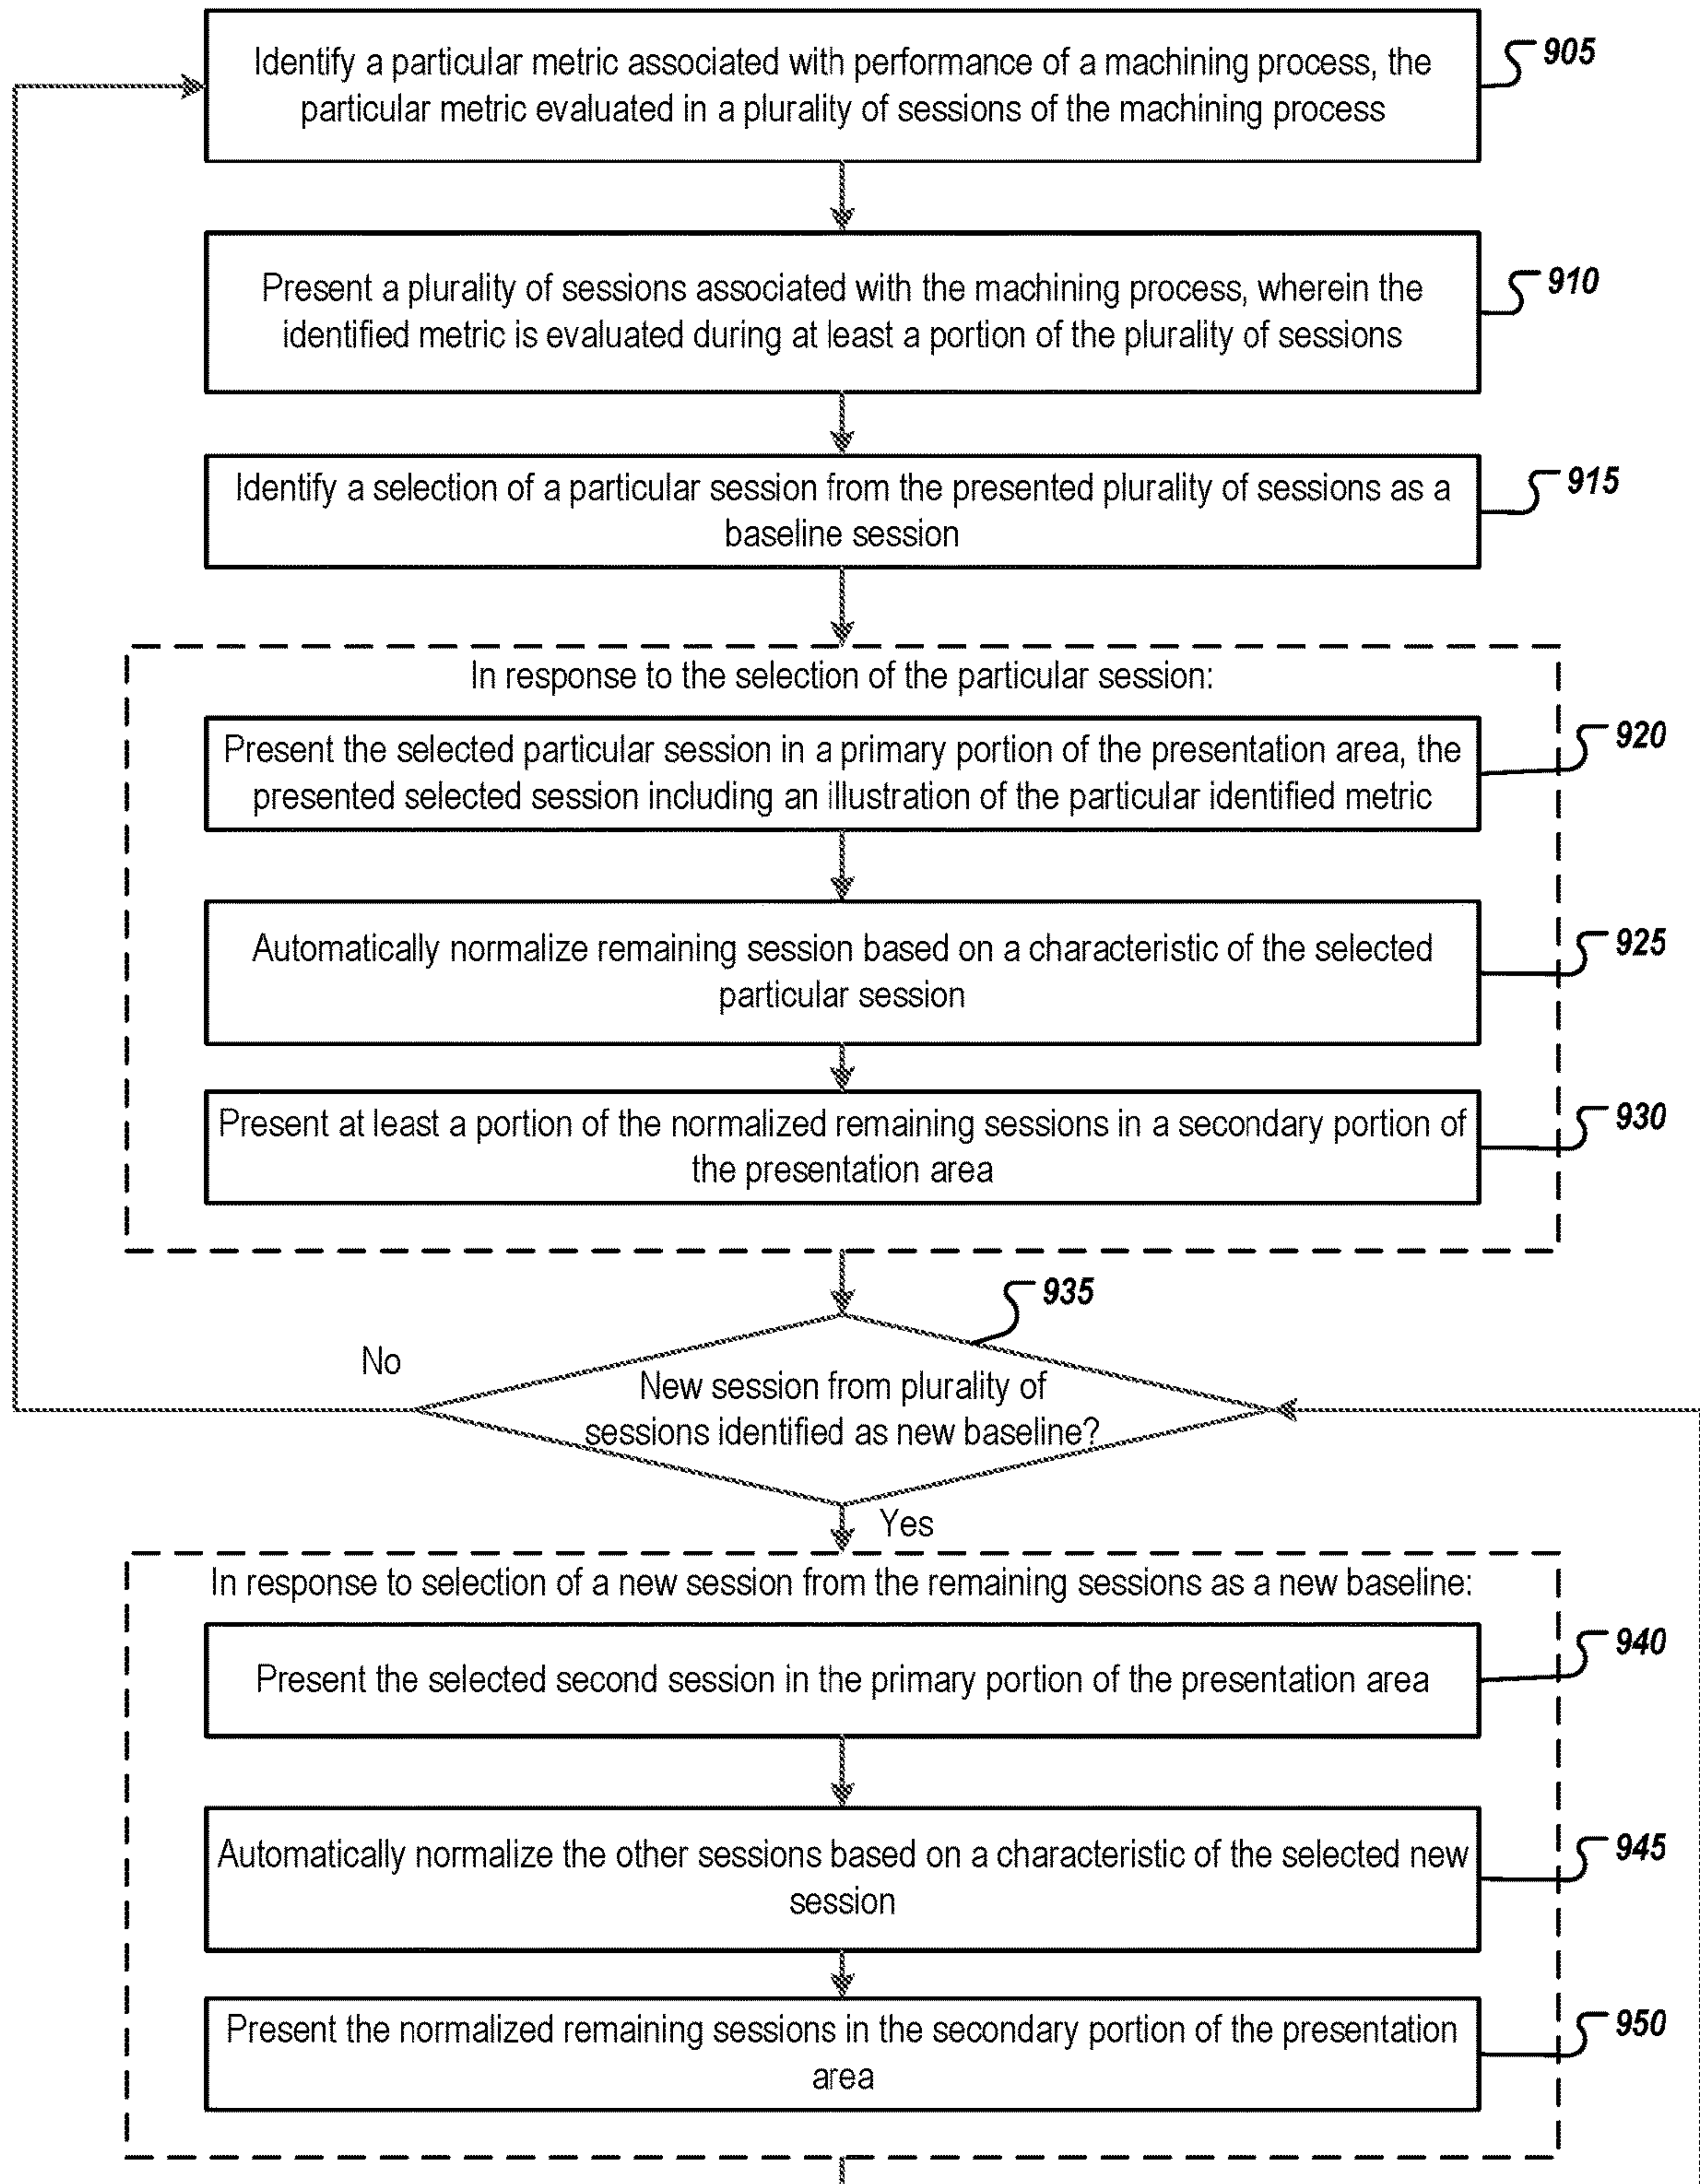 Identify a particular metric associated with performance of a machining process, the
particular metric evaluated in a plurality of sessions of the machining process
905
Present a plurality of sessions associated with the machining process, wherein the
identified metric is evaluated during at least a portion of the plurality of sessions
910
Identify a selection of a particular session from the presented plurality of sessions as a
baseline session
915
In response to the selection of the particular session:
Present the selected particular session in a primary portion of the presentation area, the
presented selected session including an illustration of the particular identified metric
920
Automatically normalize remaining session based on a characteristic of the selected
particular session
925
Present at least a portion of the normalized remaining sessions in a secondary portion of
the presentation area
930
935
No
New session from plurality of
sessions identified as new baseline?
Yes
In response to selection of a new session from the remaining sessions as a new baseline:
Present the selected second session in the primary portion of the presentation area
940
Automatically normalize the other sessions based on a characteristic of the selected new
session
945
Present the normalized remaining sessions in the secondary portion of the presentation
area
950